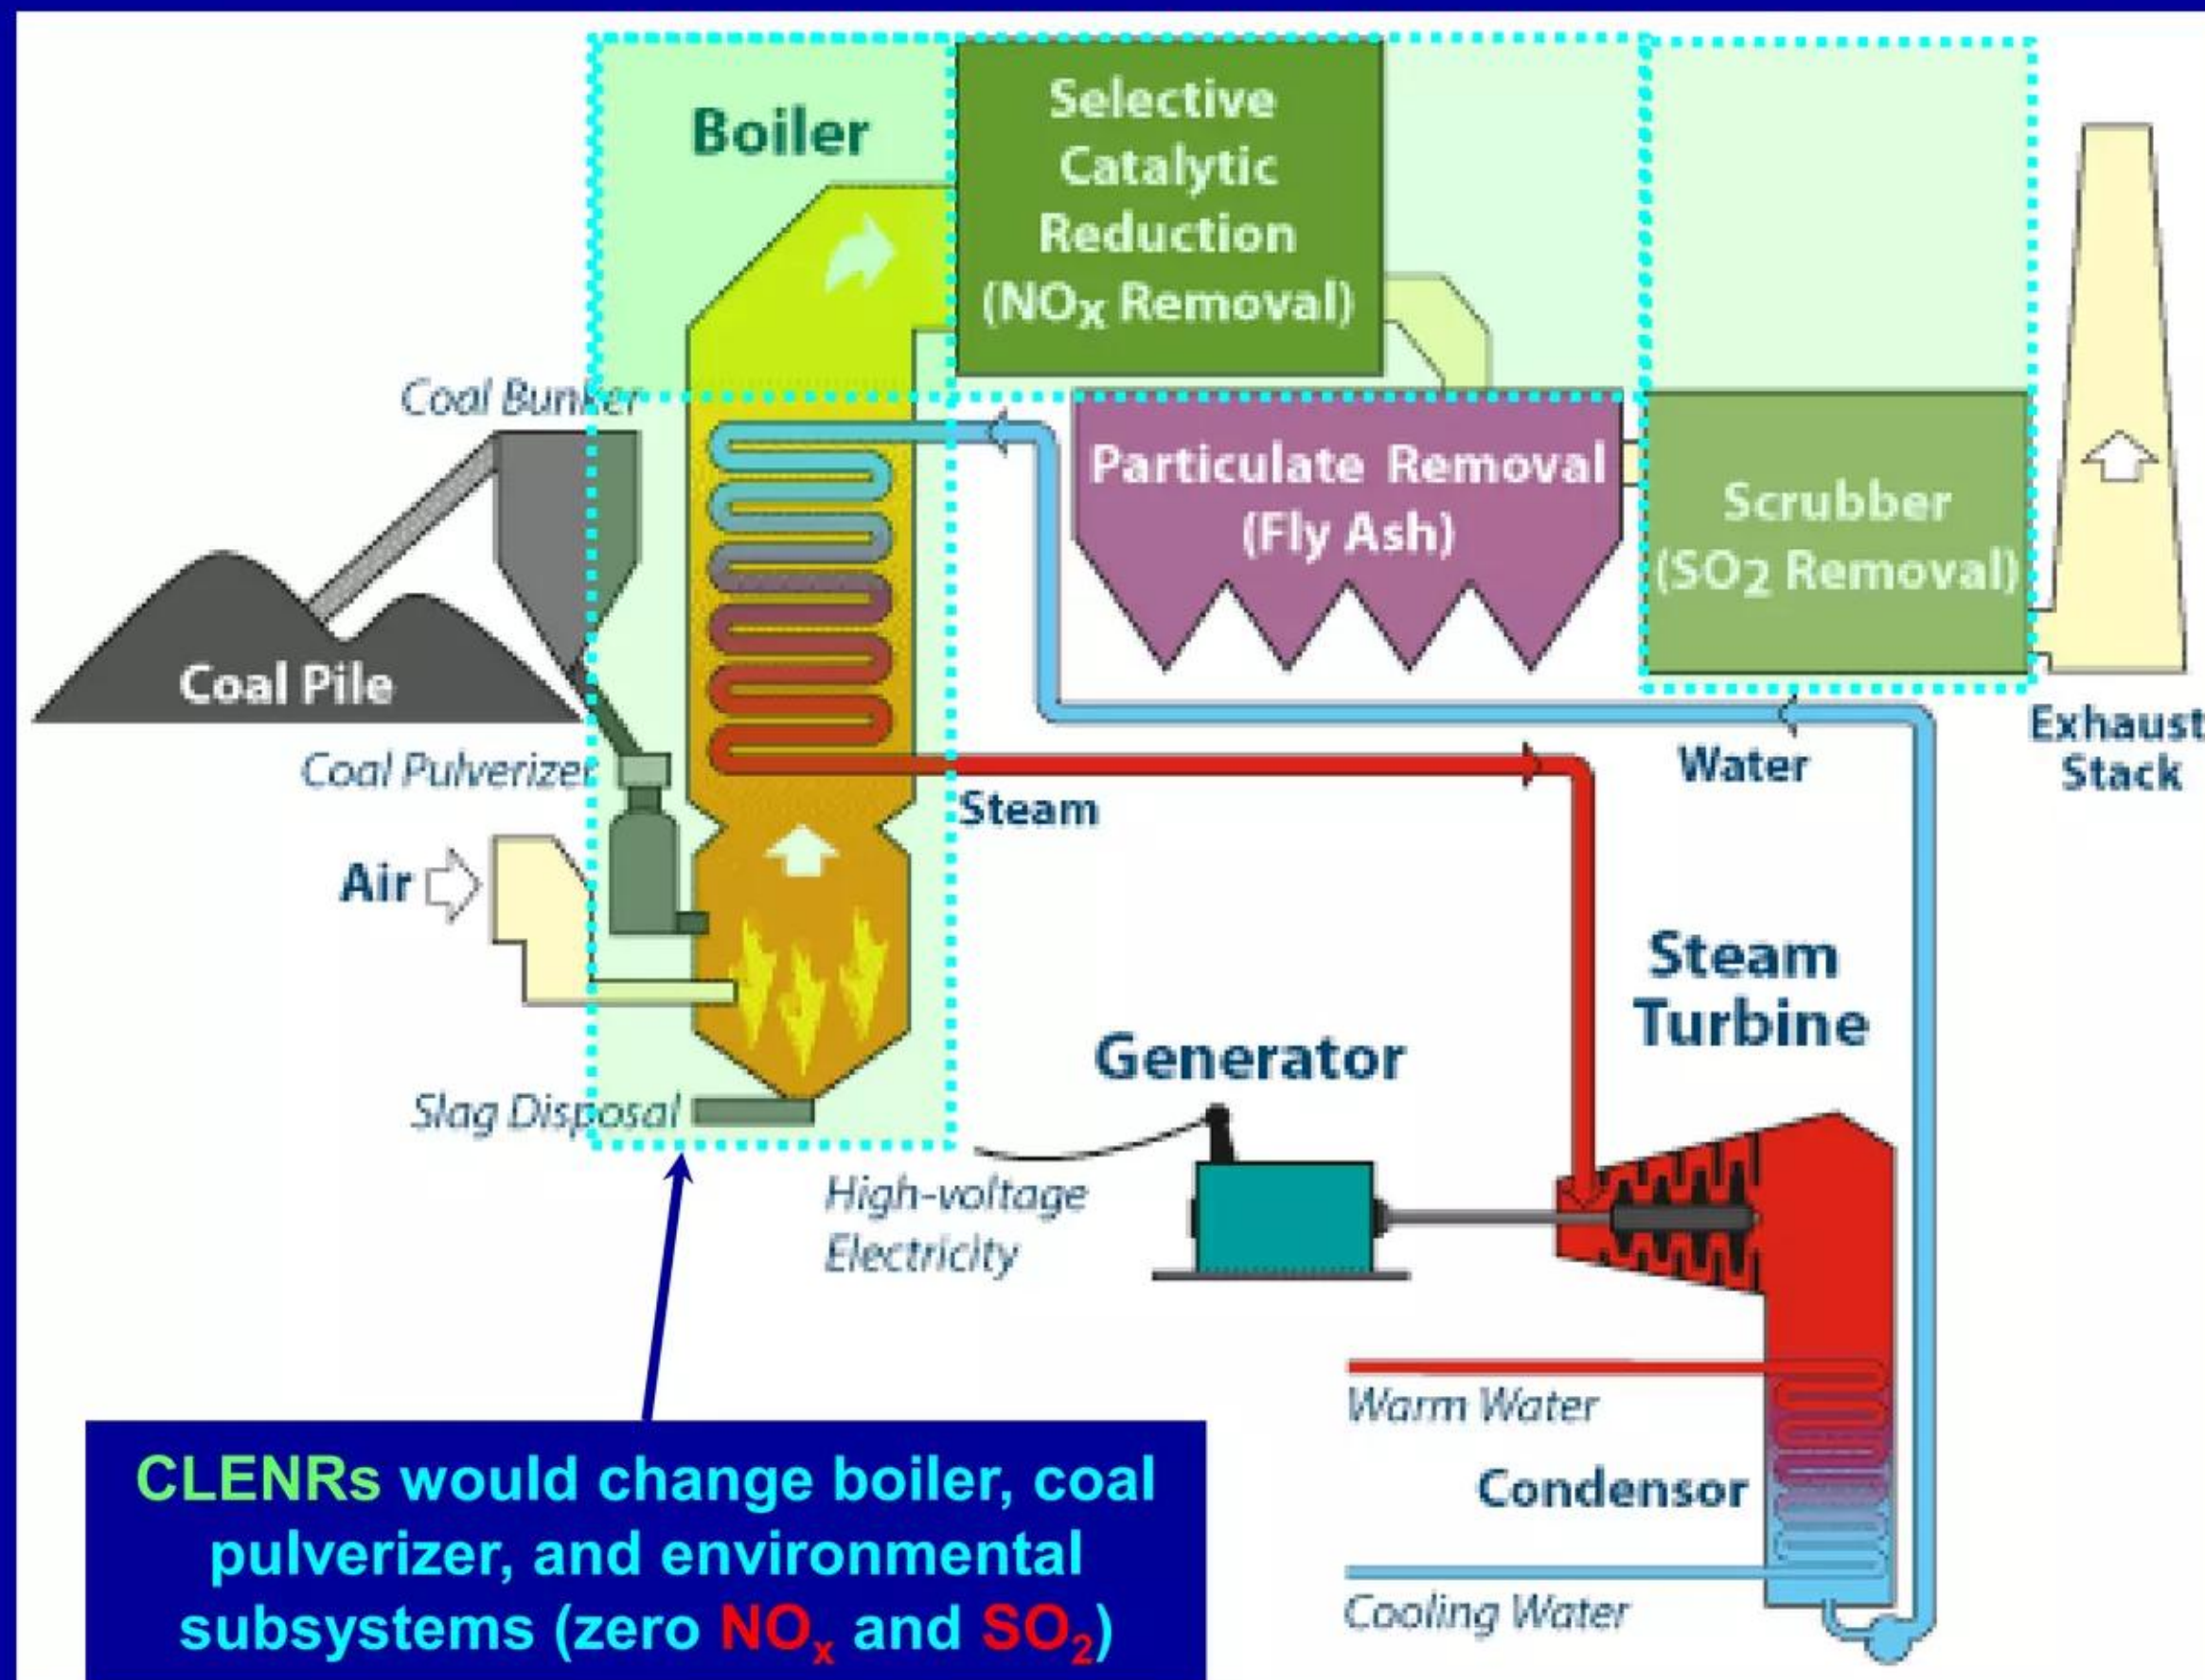 Boiler
Selective
Catalytic
Reduction
(NOx Removal)
Coal Bunker
Particulate Removal
(Fly Ash)
Scrubber
(SO2 Removal)
Coal Pile
Coal Pulverizer
Exhaust
Stack
Water
Steam
Air
Steam
Turbine
Generator
Slag Disposal
High-voltage
Electricity
Warm Water
Condensor
Cooling Water
CLENRs would change boiler, coal
pulverizer, and environmental
subsystems (zero NOx and SO2)